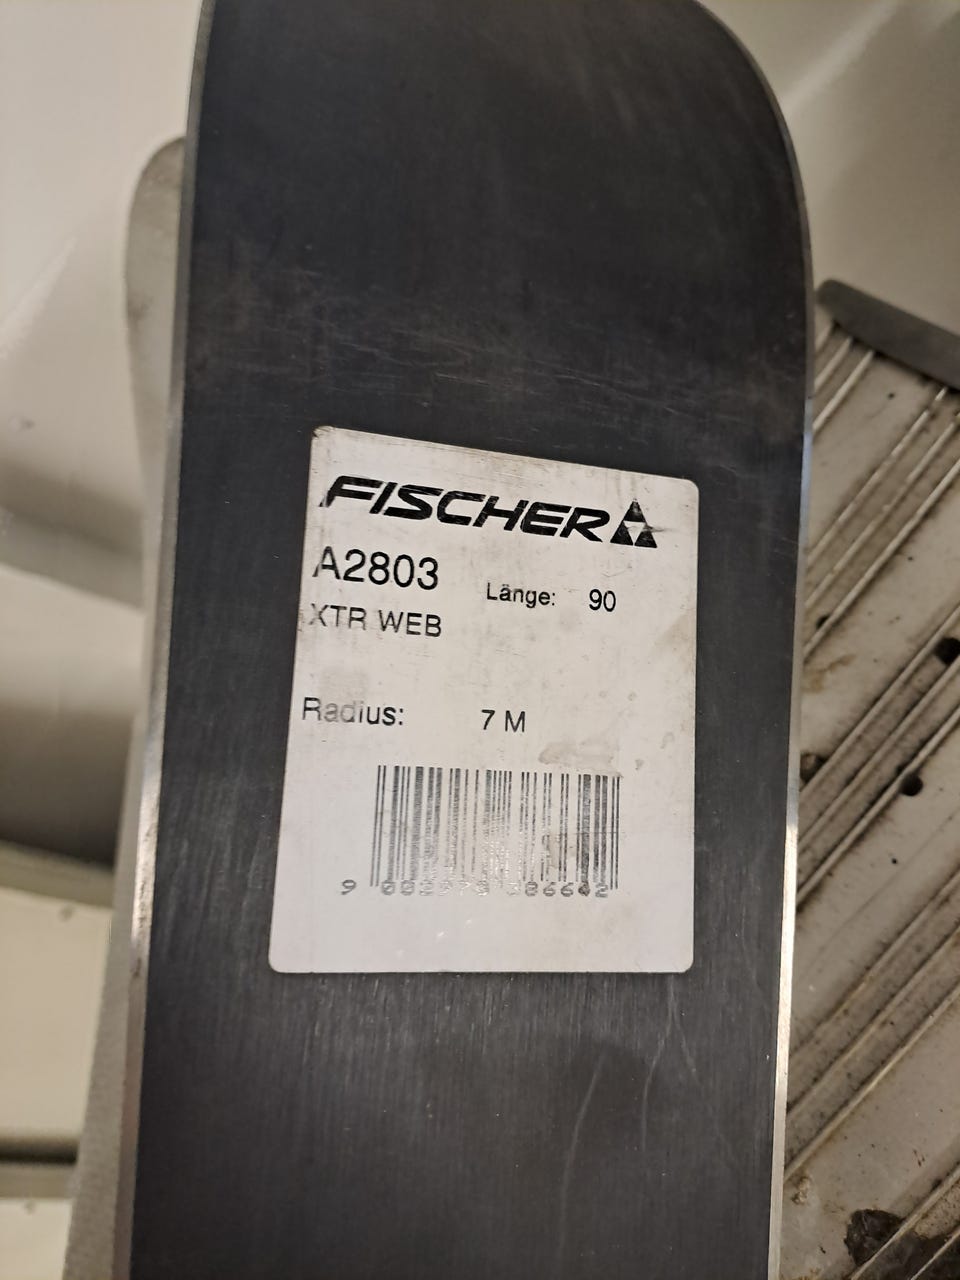 FISCHER
A2803
Länge: 90
XTR WEB
Radius: 7 M